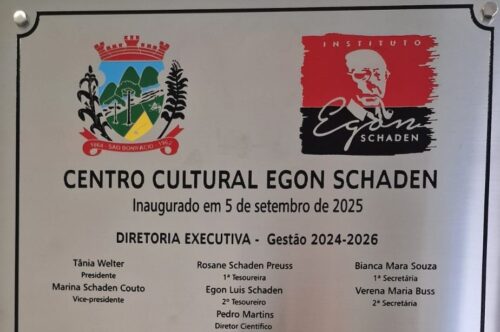 INSTITUTO
Egon
SCHADEN
1864 - SÃO BONIFÁCIO - 1962
CENTRO CULTURAL EGON SCHADEN
Inaugurado em 5 de setembro de 2025
DIRETORIA EXECUTIVA - Gestão 2024-2026
Tânia Welter
Presidente
Marina Schaden Couto
Vice-presidente
Rosane Schaden Preuss
1ª Tesoureira
Egon Luis Schaden
2º Tesoureiro
Pedro Martins
Diretor Científico
Bianca Mara Souza
1ª Secretária
Verena Maria Buss
2ª Secretária